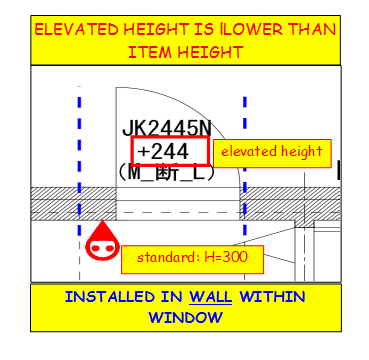 ELEVATED HEIGHT IS lLOWER THAN
ITEM HEIGHT
JK2445N
+244
elevated height
(M_断_L)
standard: H=300
INSTALLED IN WALL WITHIN
WINDOW